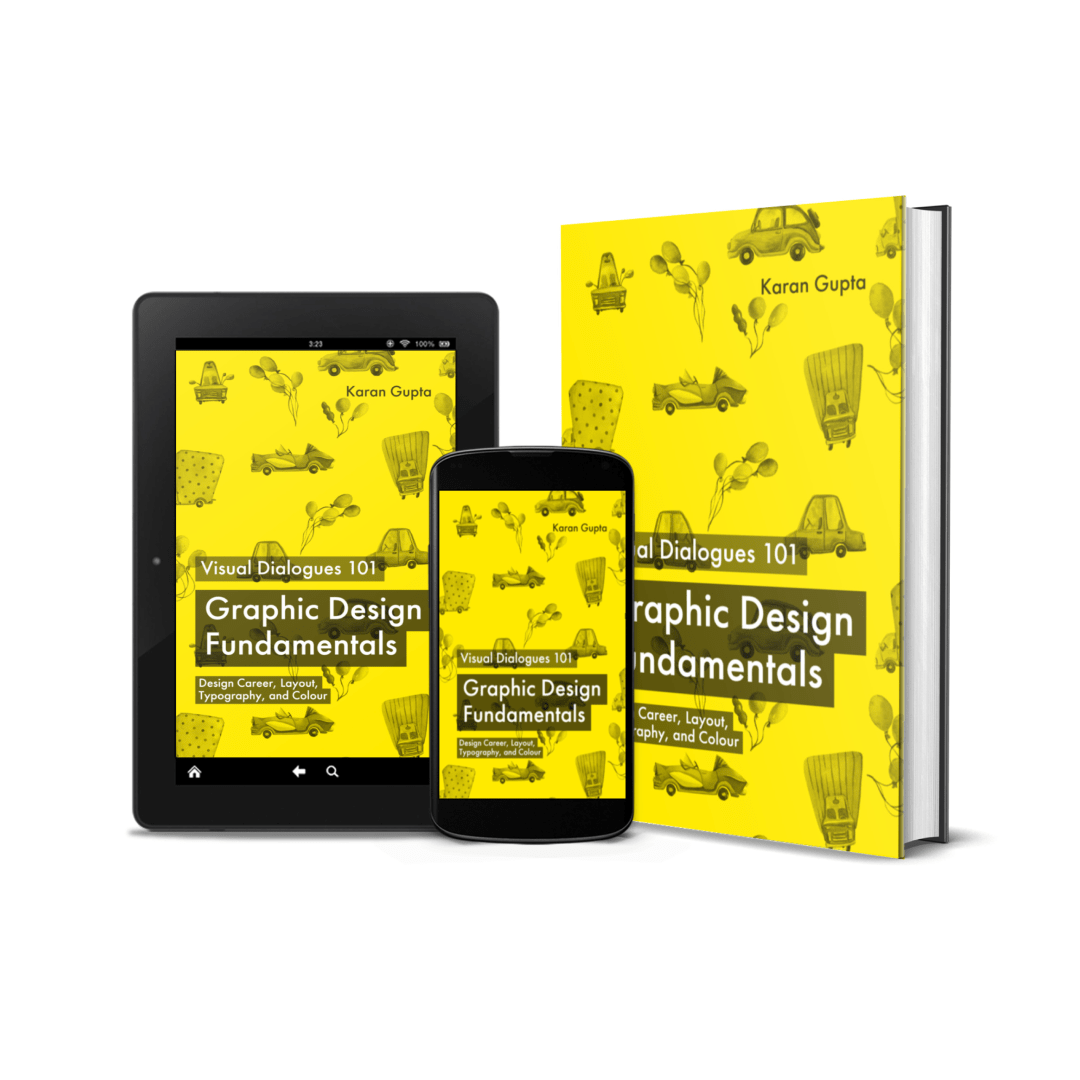 3:23
100%
Karan Gupta
Visual Dialogues 101
Graphic Design
Fundamentals
Design Career, Layout,
Typography, and Colour
Karan Gupta
Visual Dialogues 101
Graphic Design
Fundamentals
Design Career, Layout,
Typography, and Colour
Karan Gupta
ual Dialogues 101
raphic Design
undamentals
Career, Layout,
raphy, and Colour